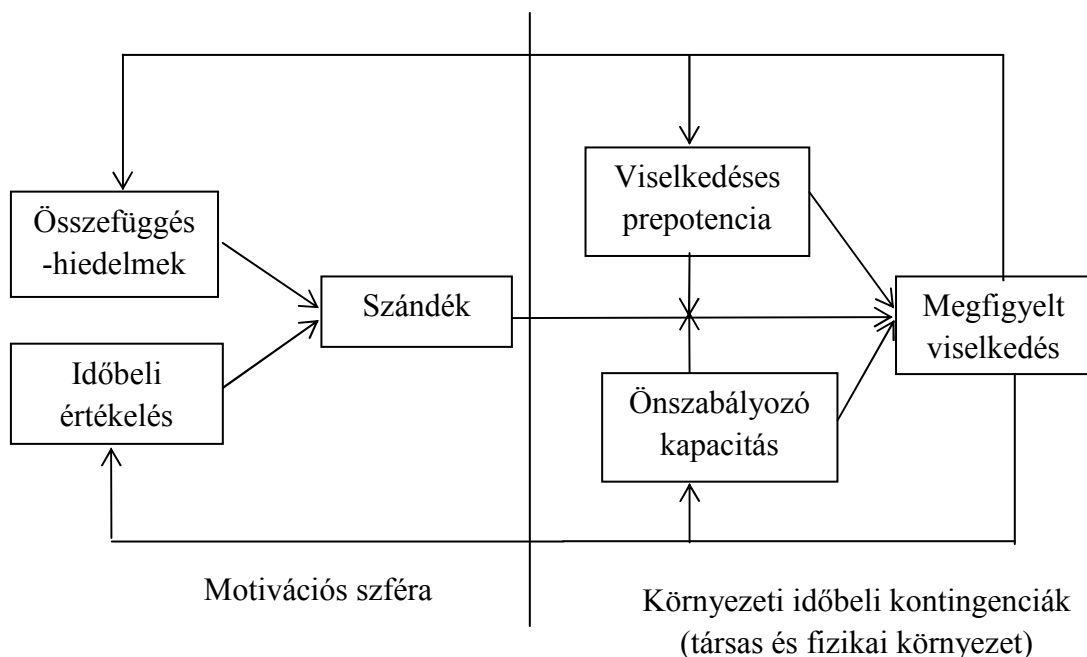 Összefüggés
-hiedelmek
Időbeli
értékelés
Szándék
Viselkedéses
prepotencia
Önszabályozó
kapacitás
Megfigyelt
viselkedés
Motivációs szféra
Környezeti időbeli kontingenciák
(társas és fizikai környezet)